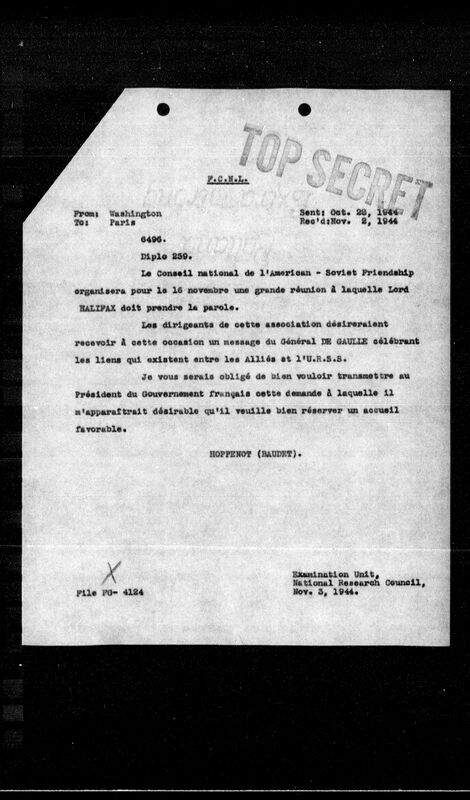 TOP SECRET
F.C.N.L.
From: Washington
To: Paris
Sent: Oct. 28, 1944
Rec'd:Nov. 2, 1944
6496.
Diplo 259.
Le Conseil national de l'American - Soviet Friendship
organisera pour le 16 novembre une grande réunion à laquelle Lord
HALIFAX doit prendre la parole.
Les dirigeants de cette association désireraient
recevoir à cette occasion un message du Général DE GAULLE célébrant
les liens qui existent entre les Alliés et l'U.R.S.S.
Je vous serais obligé de bien vouloir transmettre au
Président du Gouvernement français cette demande à laquelle il
m'apparaîtrait désirable qu'il veuille bien réserver un accueil
favorable.
HOPPENOT (BAUDET).
X
File FG- 4124
Examination Unit,
National Research Council,
Nov. 3, 1944.